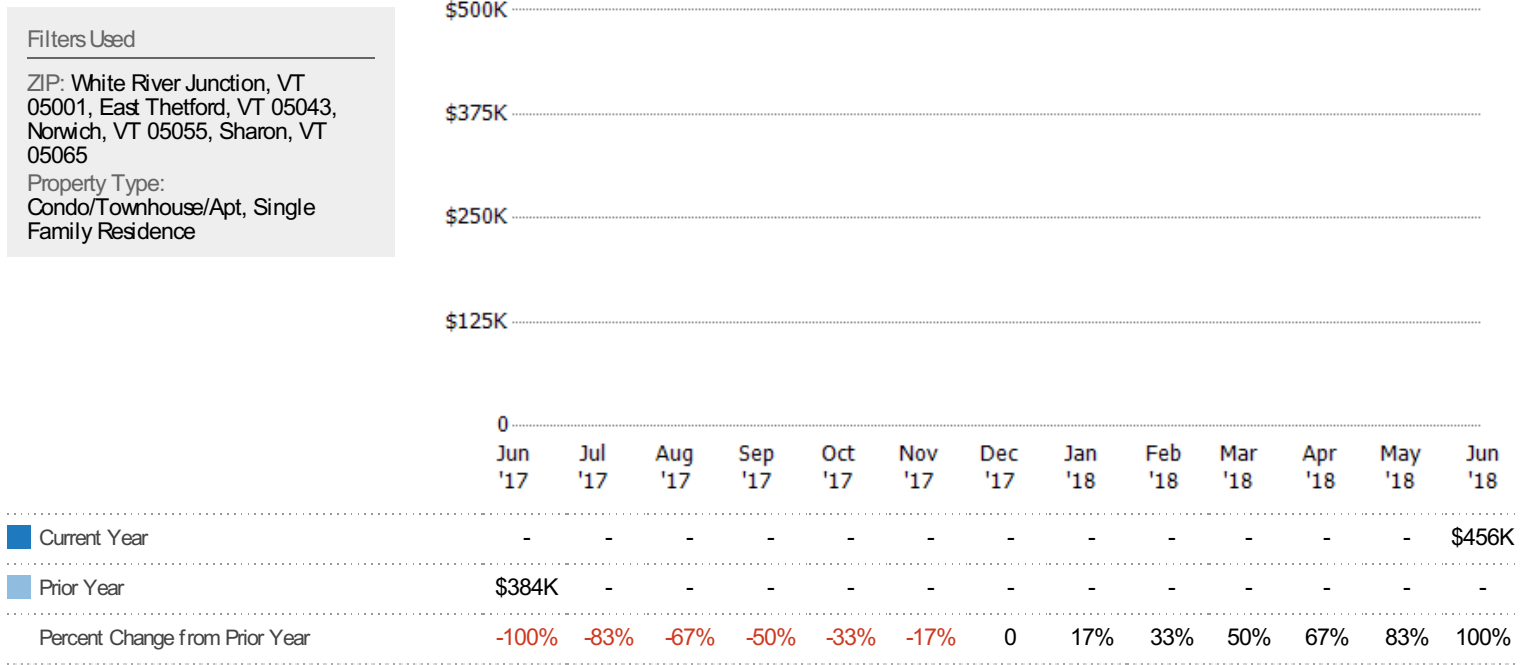 Filters Used
ZIP: White River Junction, VT
05001, East Thetford, VT 05043,
Norwich, VT 05055, Sharon, VT
05065
Property Type:
Condo/Townhouse/Apt, Single
Family Residence
$500K
$375K
$250K
$125K
0
Jun Jul Aug Sep Oct Nov Dec Jan Feb Mar Apr May Jun
'17 '17 '17 '17 '17 '17 '17 '18 '18 '18 '18 '18 '18
Current Year - - - - - - - - - - - - $456K
Prior Year $384K - - - - - - - - - - - -
Percent Change from Prior Year -100% -83% -67% -50% -33% -17% 0 17% 33% 50% 67% 83% 100%